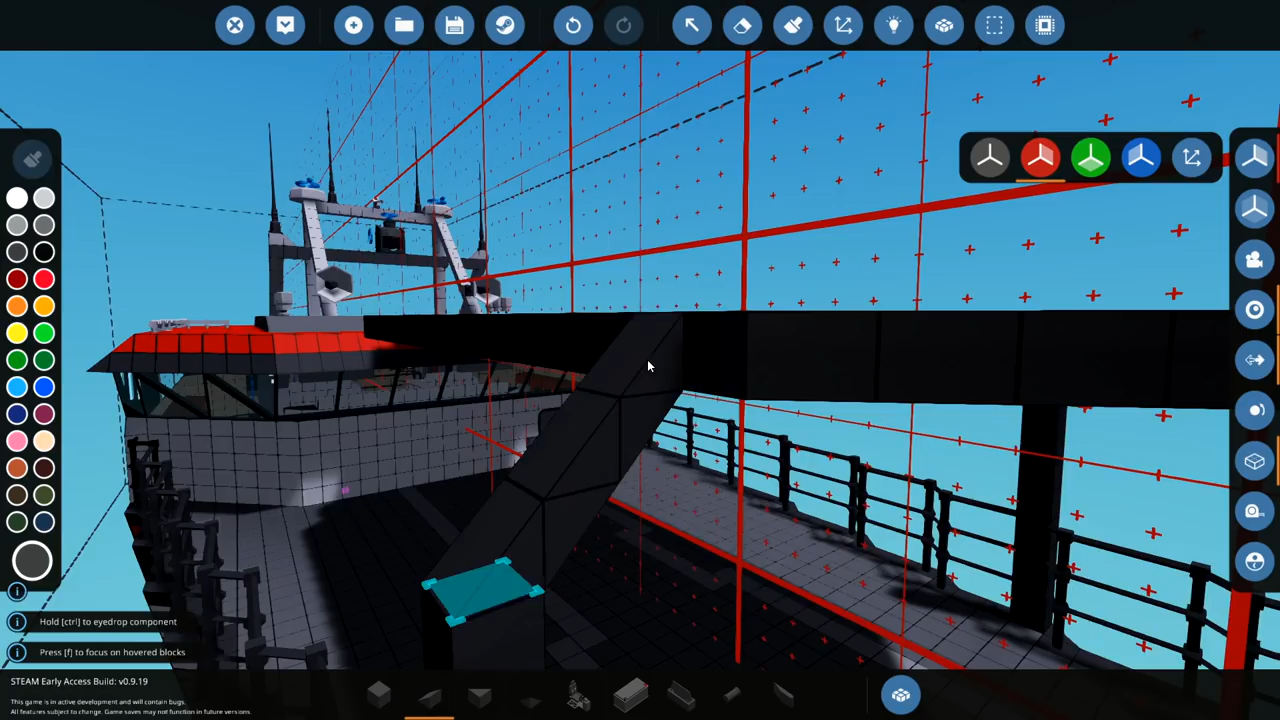 Hold [ctrl] to eyedrop component
Press [f] to focus on hovered blocks
STEAM Early Access Build: v0.9.19
This game is in active development and will contain bugs.
All features subject to change. Game saves may not function in future versions.